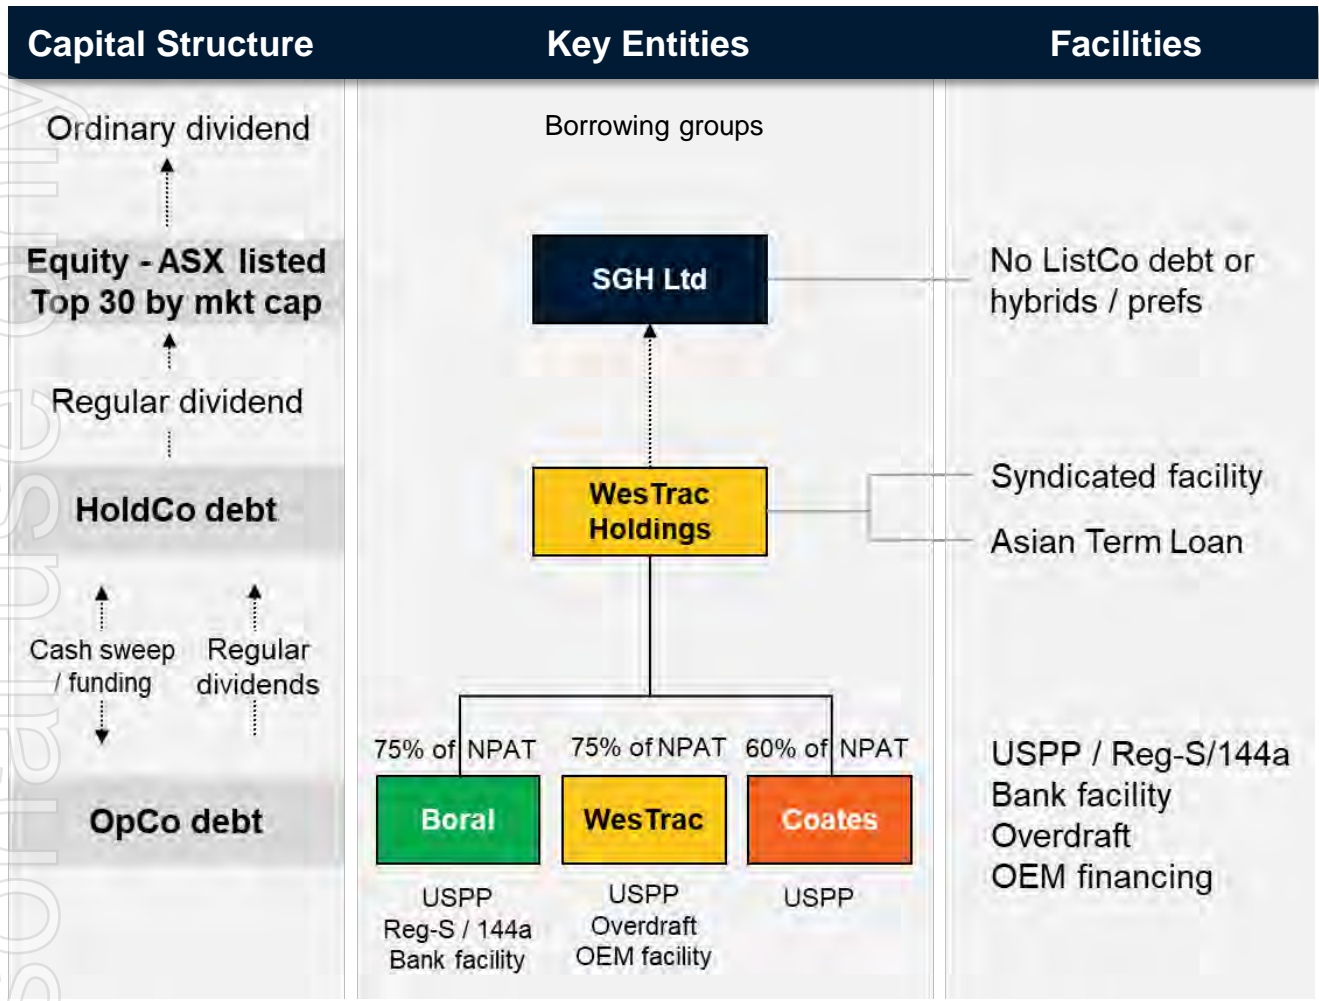 Capital Structure
Key Entities
Facilities
Ordinary dividend
Borrowing groups
Equity - ASX listed
Top 30 by mkt cap
SGH Ltd
No ListCo debt or
hybrids / prefs
Regular dividend
HoldCo debt
WesTrac
Holdings
Syndicated facility
Asian Term Loan
Cash sweep
/ funding
Regular
dividends
75% of NPAT
75% of NPAT
60% of NPAT
OpCo debt
Boral
WesTrac
Coates
USPP
Reg-S / 144a
Bank facility
USPP
Overdraft
OEM facility
USPP
USPP / Reg-S/144a
Bank facility
Overdraft
OEM financing
sonal use only